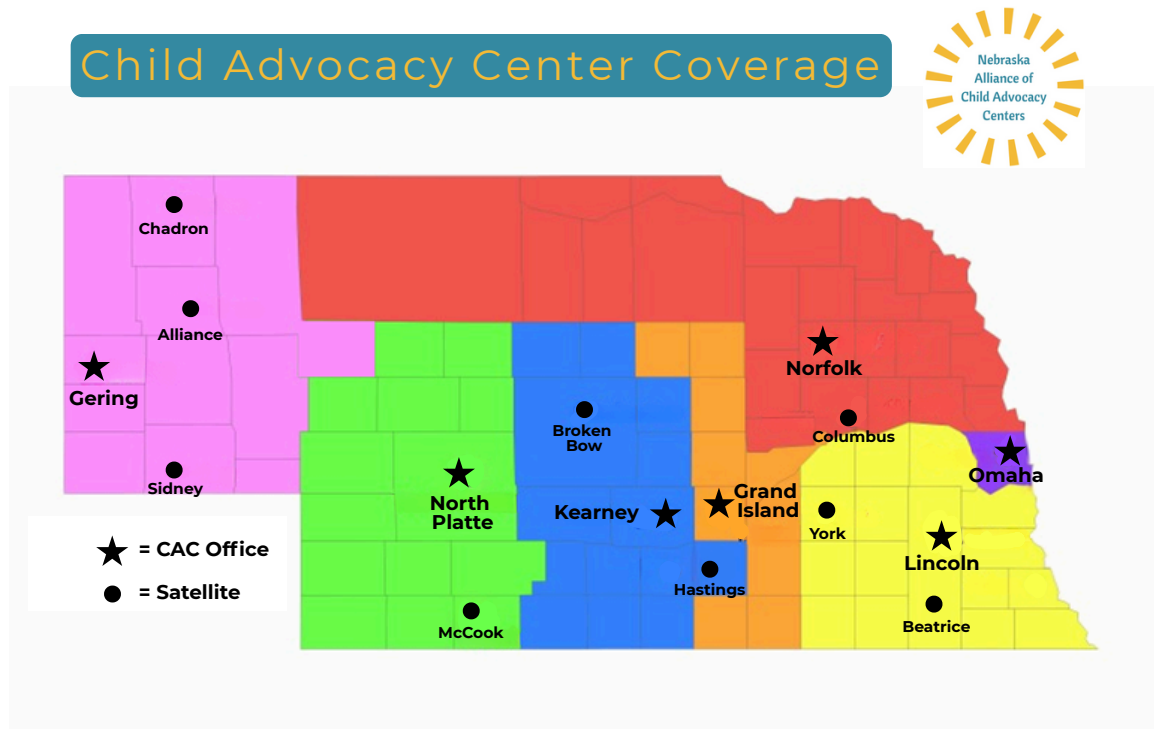 Child Advocacy Center Coverage
Nebraska
Alliance of
Child Advocacy
Centers
Chadron
Alliance
Gering
Sidney
Norfolk
Columbus
Broken
Bow
Omaha
North
Platte
Kearney
Grand
Island
York
Lincoln
Hastings
McCook
Beatrice
= CAC Office
= Satellite